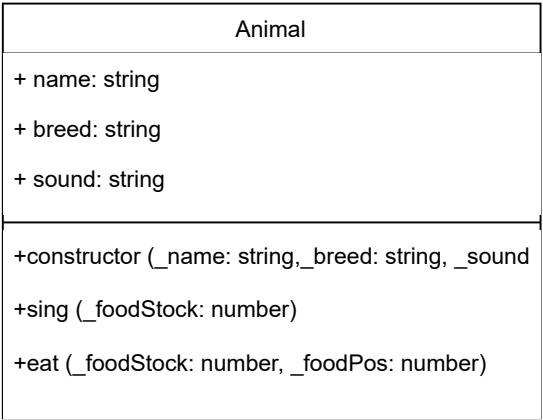 Animal
+ name: string
+ breed: string
+ sound: string
+constructor (_name: string,_breed: string, _sound
+sing (_foodStock: number)
+eat (_foodStock: number, _foodPos: number)